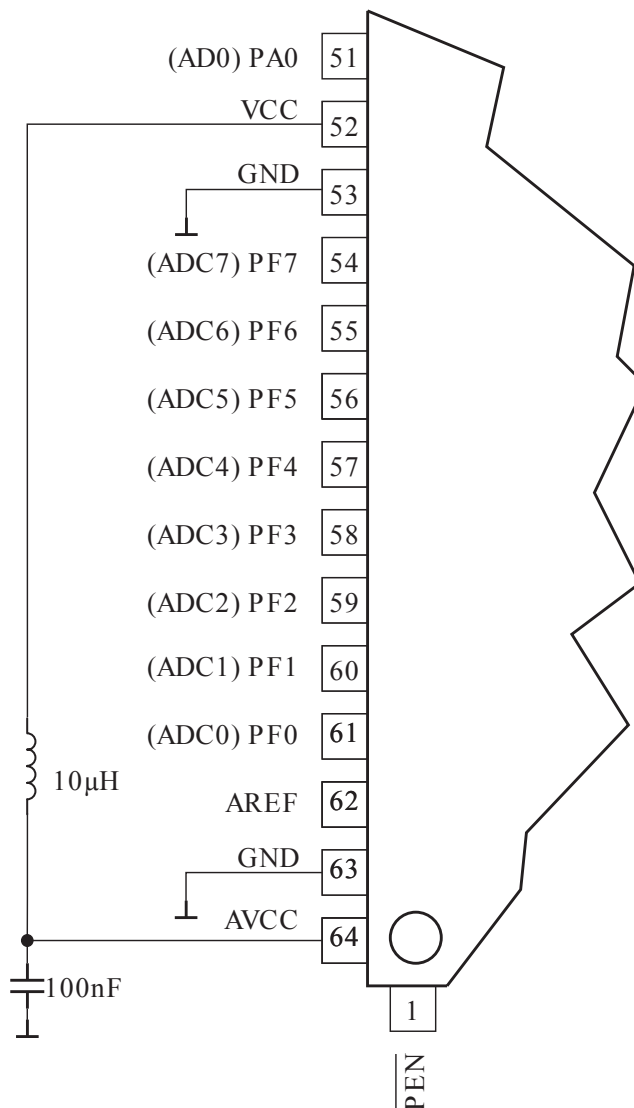 (AD0) PA0 51
VCC 52
GND 53
(ADC7) PF7 54
(ADC6) PF6 55
(ADC5) PF5 56
(ADC4) PF4 57
(ADC3) PF3 58
(ADC2) PF2 59
(ADC1) PF1 60
(ADC0) PF0 61
10µH
AREF 62
GND 63
AVCC 64
100nF
1
PEN